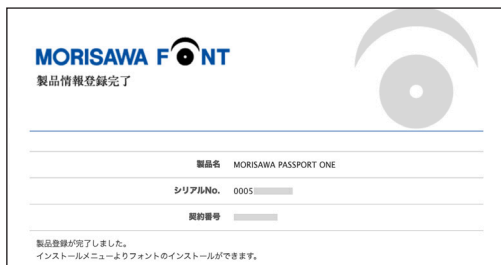 MORISAWA FONT
製品情報登録完了
製品名 MORISAWA PASSPORT ONE
シリアルNo. 0005
契約番号
製品登録が完了しました。
インストールメニューよりフォントのインストールができます。